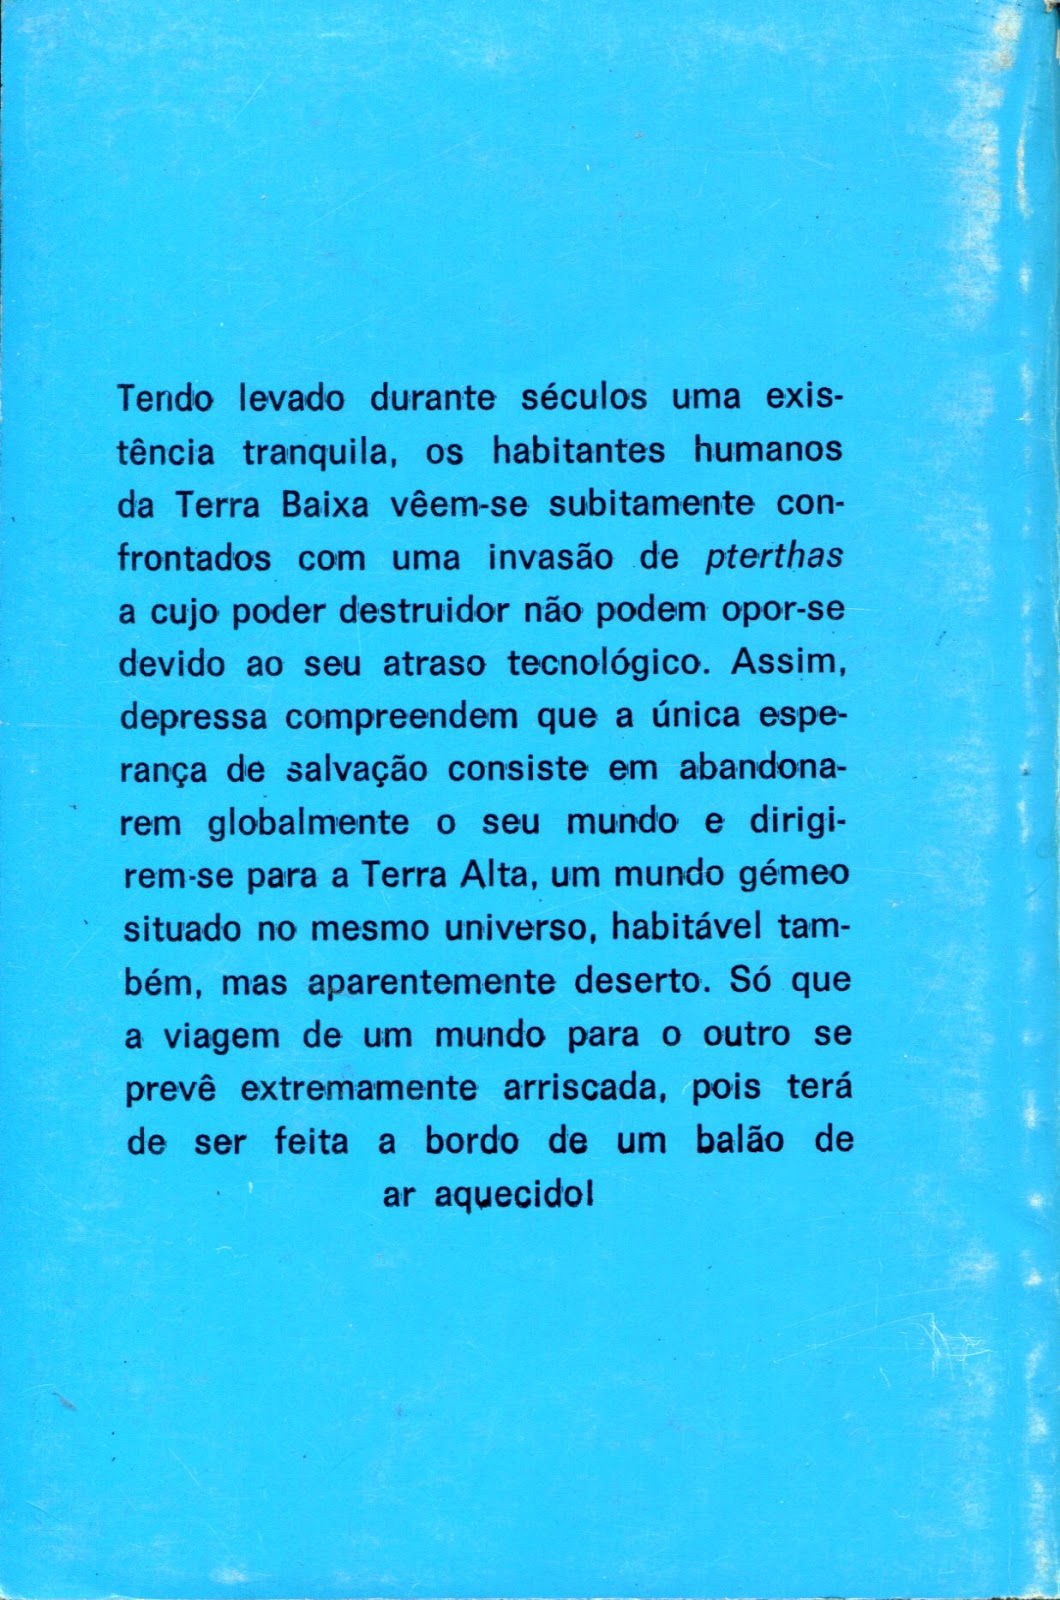 Tendo levado durante séculos uma exis-
tência tranquila, os habitantes humanos
da Terra Baixa vêem-se subitamente con-
frontados com uma invasão de pterthas
a cujo poder destruidor não podem opor-se
devido ao seu atraso tecnológico. Assim,
depressa compreendem que a única espe-
rança de salvação consiste em abandona-
rem globalmente o seu mundo e dirigi-
rem-se para a Terra Alta, um mundo gémeo
situado no mesmo universo, habitável tam-
bém, mas aparentemente deserto. Só que
a viagem de um mundo para o outro se
prevê extremamente arriscada, pois terá
de ser feita a bordo de um balão de
ar aquecido!